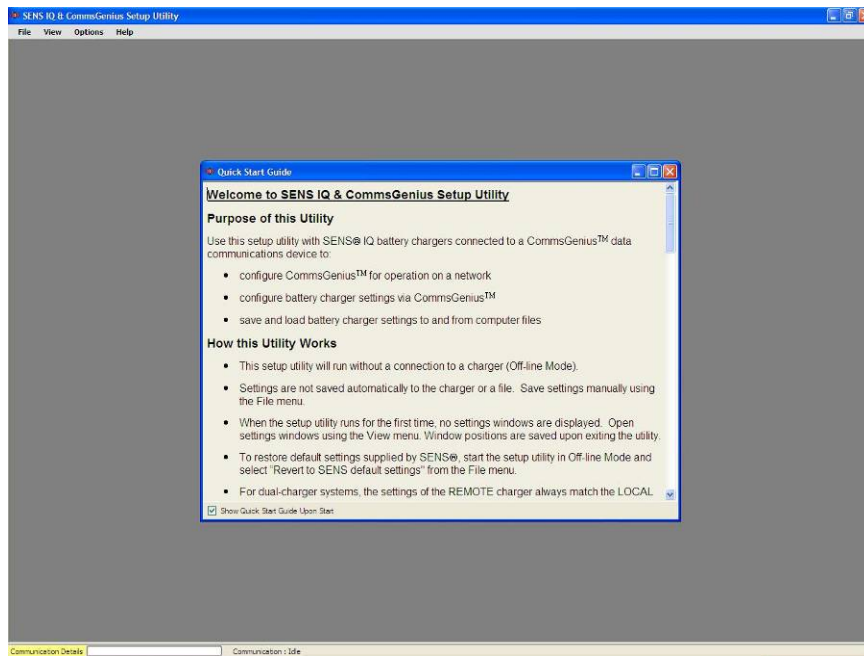 SENS IQ & CommsGenius Setup Utility
File View Options Help
Quick Start Guide
Welcome to SENS IQ & CommsGenius Setup Utility
Purpose of this Utility
Use this setup utility with SENS® IQ battery chargers connected to a CommsGenius™ data
communications device to:
• configure CommsGenius™ for operation on a network
• configure battery charger settings via CommsGenius™
• save and load battery charger settings to and from computer files
How this Utility Works
• This setup utility will run without a connection to a charger (Off-line Mode).
• Settings are not saved automatically to the charger or a file. Save settings manually using
the File menu.
• When the setup utility runs for the first time, no settings windows are displayed. Open
settings windows using the View menu. Window positions are saved upon exiting the utility.
• To restore default settings supplied by SENS®, start the setup utility in Off-line Mode and
select "Revert to SENS default settings" from the File menu.
• For dual-charger systems, the settings of the REMOTE charger always match the LOCAL
Show Quick Start Guide Upon Start
Communication Details
Communication : Idle